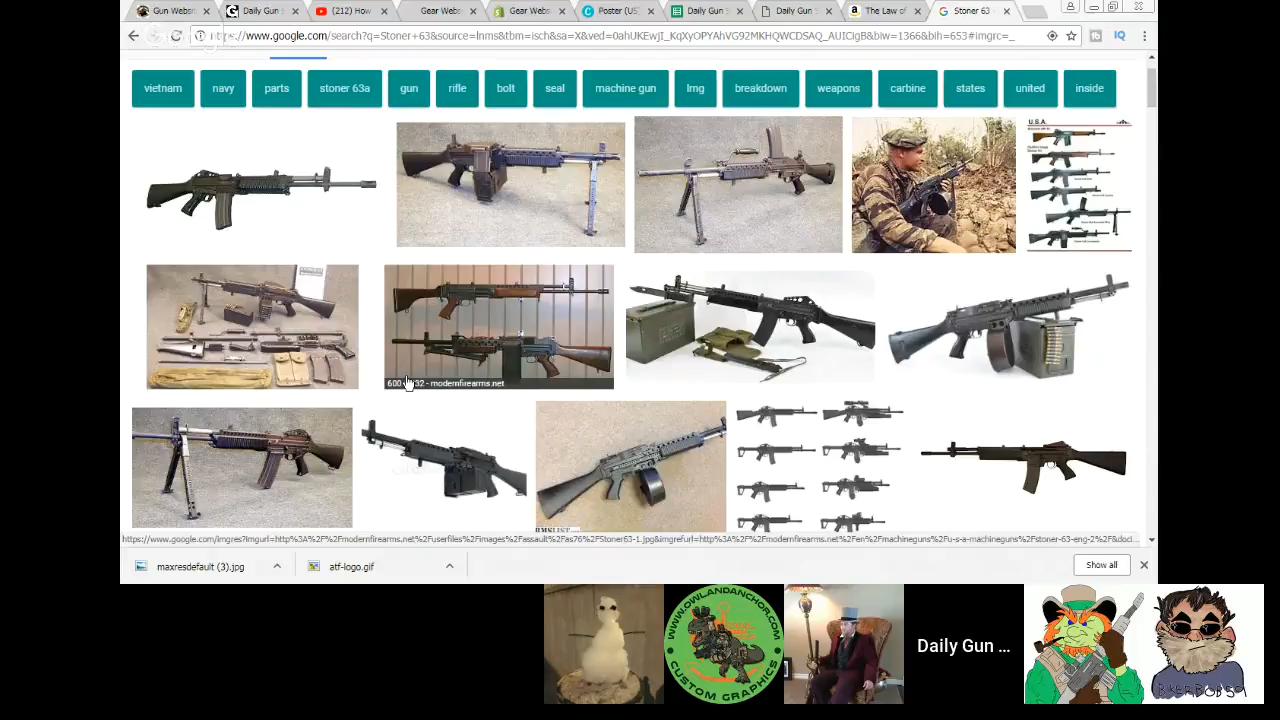 Gun Webs
Daily Gun S
(212) How
Gear Webs
Gear Webs
Poster (US
Daily Gun S
Daily Gun S
The Law of
Stoner 63
https://www.google.com/search?q=Stoner+63&source=lnms&tbm=isch&sa=X&ved=0ahUKEwjI_KqXyOPYAhVG92MKHQWCDSAQ_AUICigB&biw=1366&bih=653#imgrc=_
vietnam navy parts stoner 63a gun rifle bolt seal machine gun lmg breakdown weapons carbine states united inside
U.S.A.
modernfirearms.net
https://www.google.com/imgres?imgurl=http%3A%2F%2Fmodernfirearms.net%2Fuserfiles%2Fimages%2Fassault%2Fas76%2FStoner63-1.jpg&imgrefurl=http%3A%2F%2Fmodernfirearms.net%2Fen%2Fmachineguns%2Fu-s-a-machineguns%2Fstoner-63-eng-2%2F&doci...
maxresdefault (3).jpg
atf-logo.gif
Show all
WWW.OWLANDANCHOR.COM
CUSTOM GRAPHICS
Daily Gun ...
BIKERBOB59